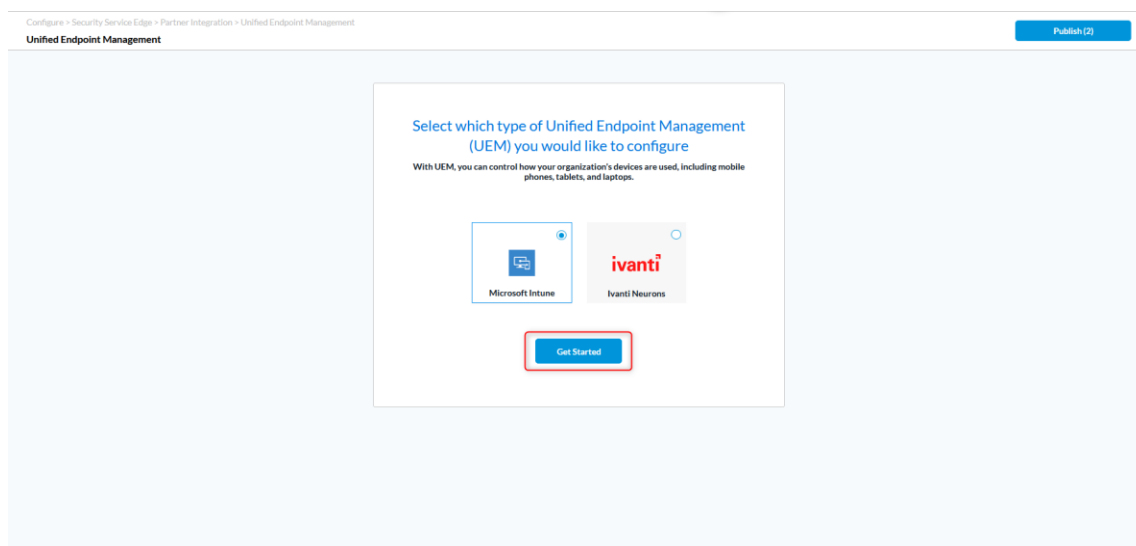 Configure > Security Service Edge > Partner Integration > Unified Endpoint Management
Unified Endpoint Management
Publish (2)
Select which type of Unified Endpoint Management
(UEM) you would like to configure
With UEM, you can control how your organization's devices are used, including mobile
phones, tablets, and laptops.
ivanti
Microsoft Intune
Ivanti Neurons
Get Started